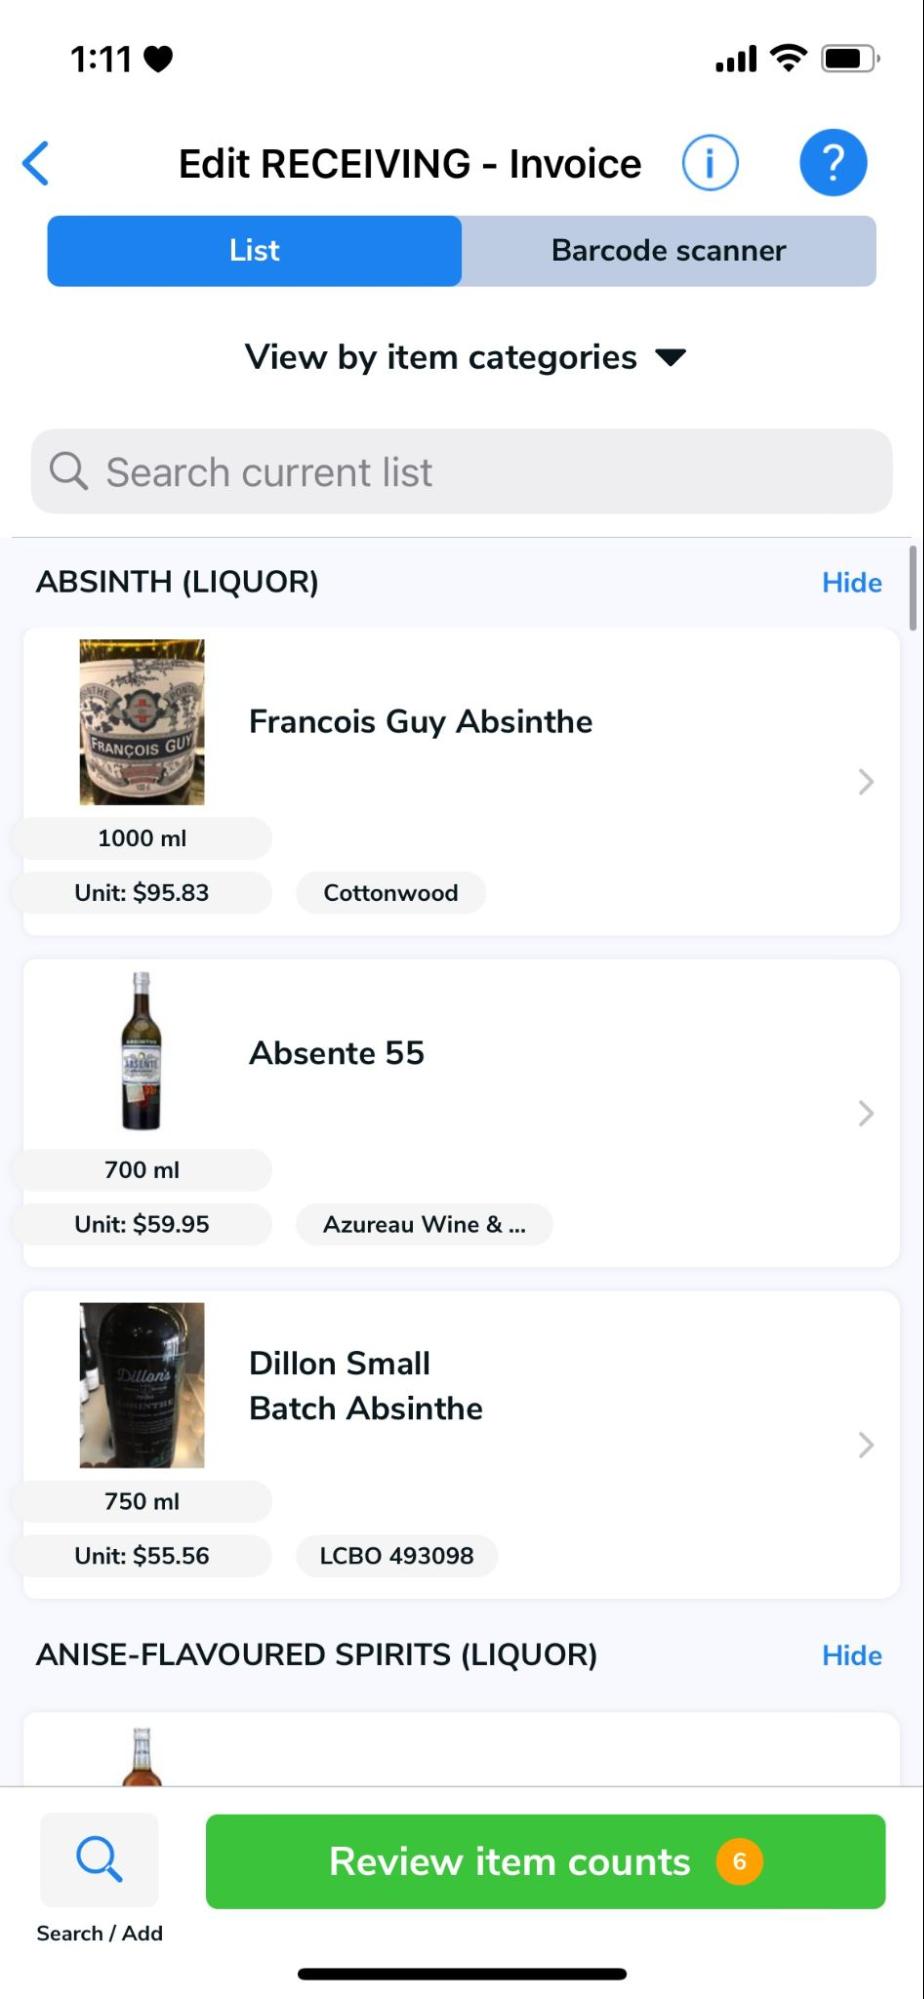 1:11
Edit RECEIVING - Invoice
i
?
List
Barcode scanner
View by item categories
Search current list
ABSINTH (LIQUOR)
Hide
FRANÇOIS GUY
Francois Guy Absinthe
1000 ml
Unit: $95.83
Cottonwood
ABSENTE
Absente 55
700 ml
Unit: $59.95
Azureau Wine & ...
Dillon's
ABSINTHE
Dillon Small
Batch Absinthe
750 ml
Unit: $55.56
LCBO 493098
ANISE-FLAVOURED SPIRITS (LIQUOR)
Hide
Review item counts 6
Search / Add